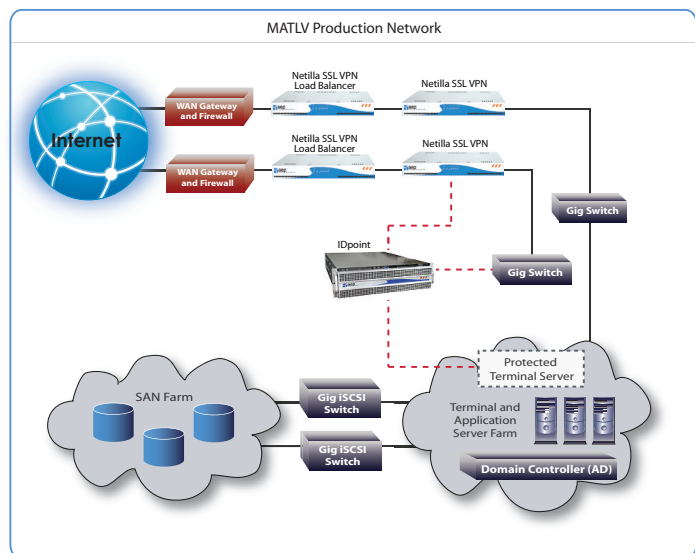 MATLV Production Network
Netilla SSL VPN
Load Balancer
Netilla SSL VPN
WAN Gateway
and Firewall
Internet
Netilla SSL VPN
Load Balancer
Netilla SSL VPN
WAN Gateway
and Firewall
Gig Switch
IDpoint
Gig Switch
Protected
Terminal Server
SAN Farm
Gig iSCSI
Switch
Terminal and
Application
Server Farm
Gig iSCSI
Switch
Domain Controller (AD)